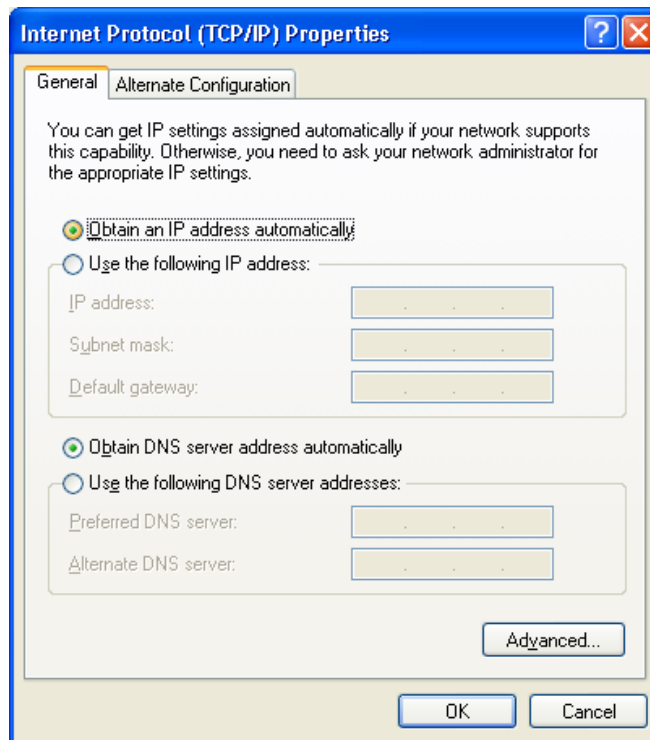 Internet Protocol (TCP/IP) Properties
General
Alternate Configuration
You can get IP settings assigned automatically if your network supports
this capability. Otherwise, you need to ask your network administrator for
the appropriate IP settings.
Obtain an IP address automatically
Use the following IP address:
IP address:
Subnet mask:
Default gateway:
Obtain DNS server address automatically
Use the following DNS server addresses:
Preferred DNS server:
Alternate DNS server:
Advanced...
OK
Cancel